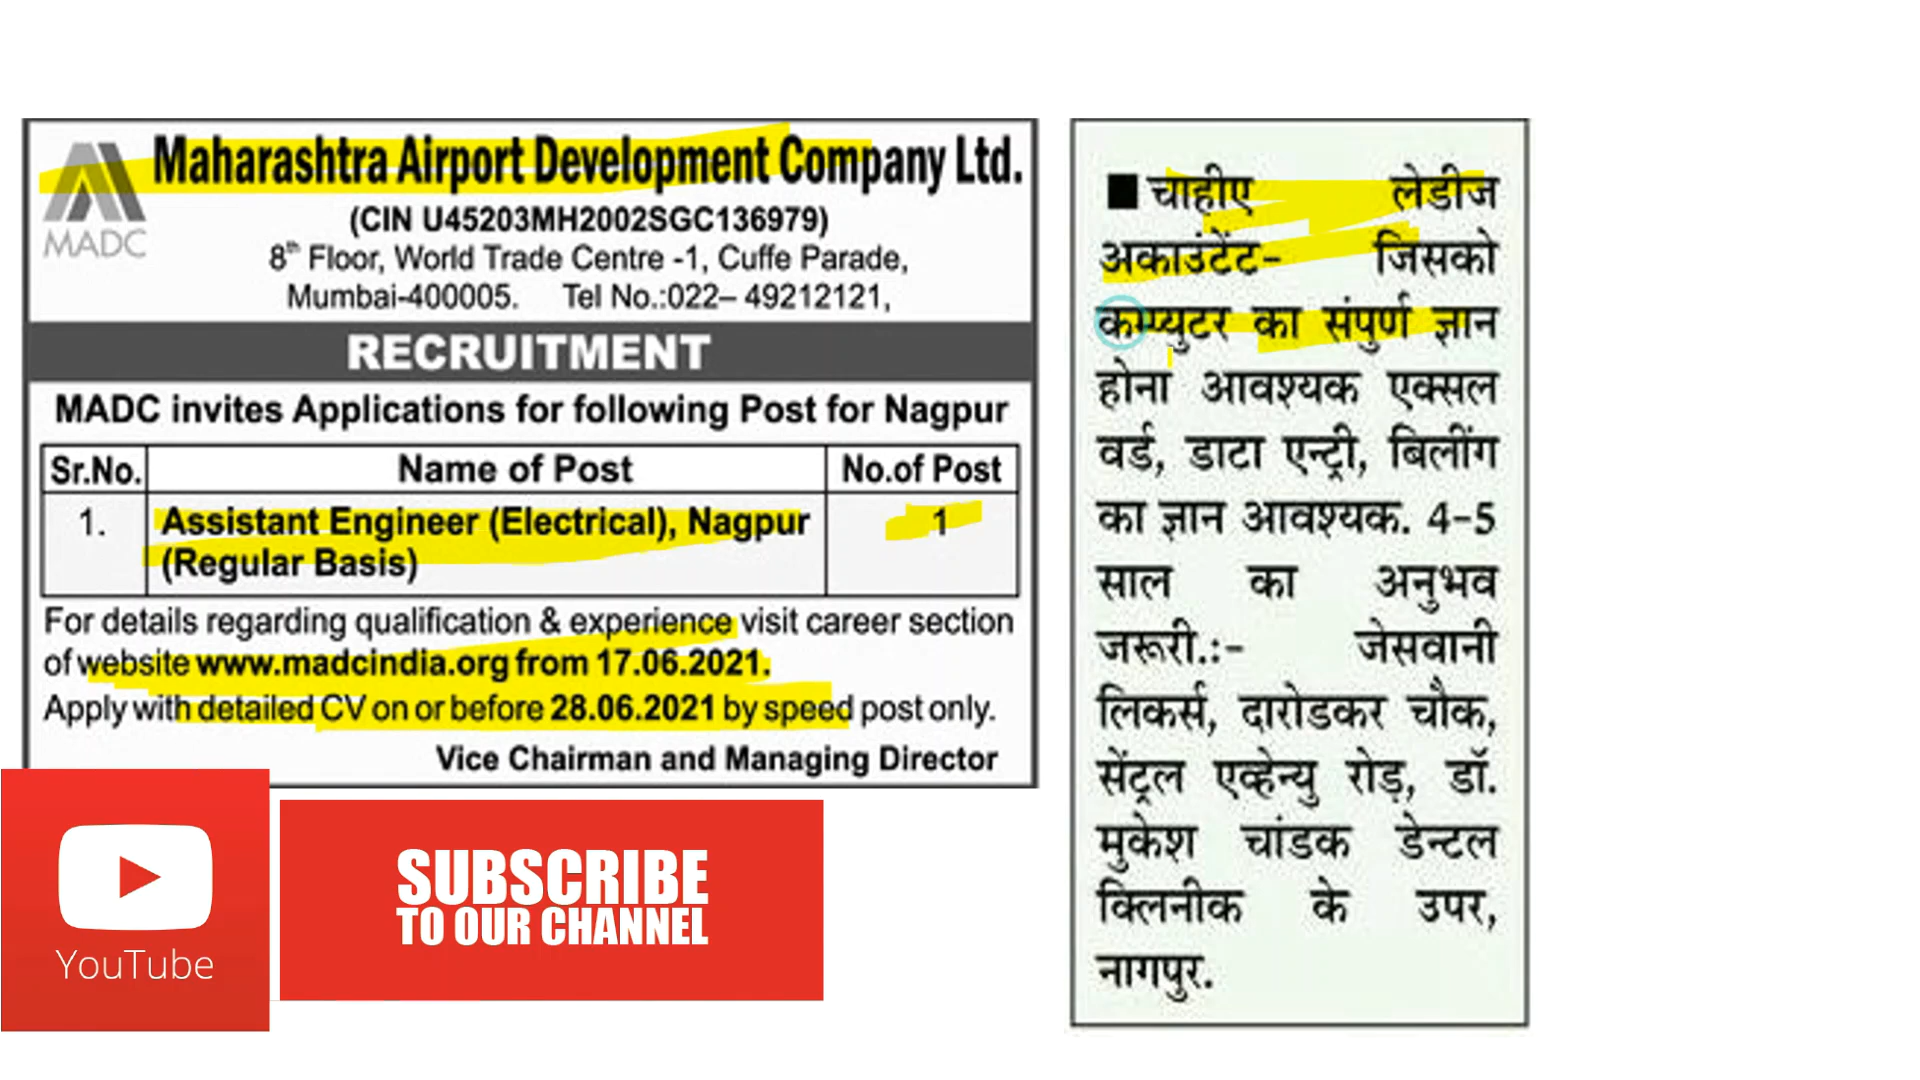 Maharashtra Airport Development Company Ltd.
MADC
(CIN U45203MH2002SGC136979)
8th Floor, World Trade Centre -1, Cuffe Parade,
Mumbai-400005. Tel No.:022– 49212121,
RECRUITMENT
MADC invites Applications for following Post for Nagpur
Sr.No. Name of Post No.of Post
1. Assistant Engineer (Electrical), Nagpur 1
(Regular Basis)
For details regarding qualification & experience visit career section
of website www.madcindia.org from 17.06.2021.
Apply with detailed CV on or before 28.06.2021 by speed post only.
Vice Chairman and Managing Director
YouTube
SUBSCRIBE
TO OUR CHANNEL
■ चाहीए लेडीज
अकाउंटेंट- जिसको
कम्प्युटर का संपुर्ण ज्ञान
होना आवश्यक एक्सल
वर्ड, डाटा एन्ट्री, बिलींग
का ज्ञान आवश्यक. 4-5
साल का अनुभव
जरूरी.:- जेसवानी
लिकर्स, दारोडकर चौक,
सेंट्रल एव्हेन्यु रोड़, डॉ.
मुकेश चांडक डेन्टल
क्लिनीक के उपर,
नागपुर.